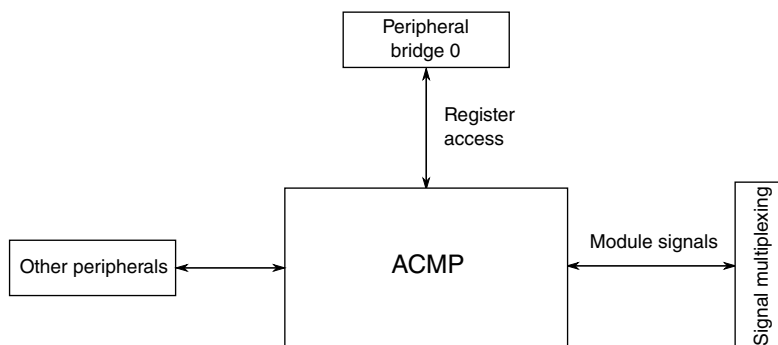 Peripheral
bridge 0
Register
access
Other peripherals
ACMP
Module signals
Signal multiplexing